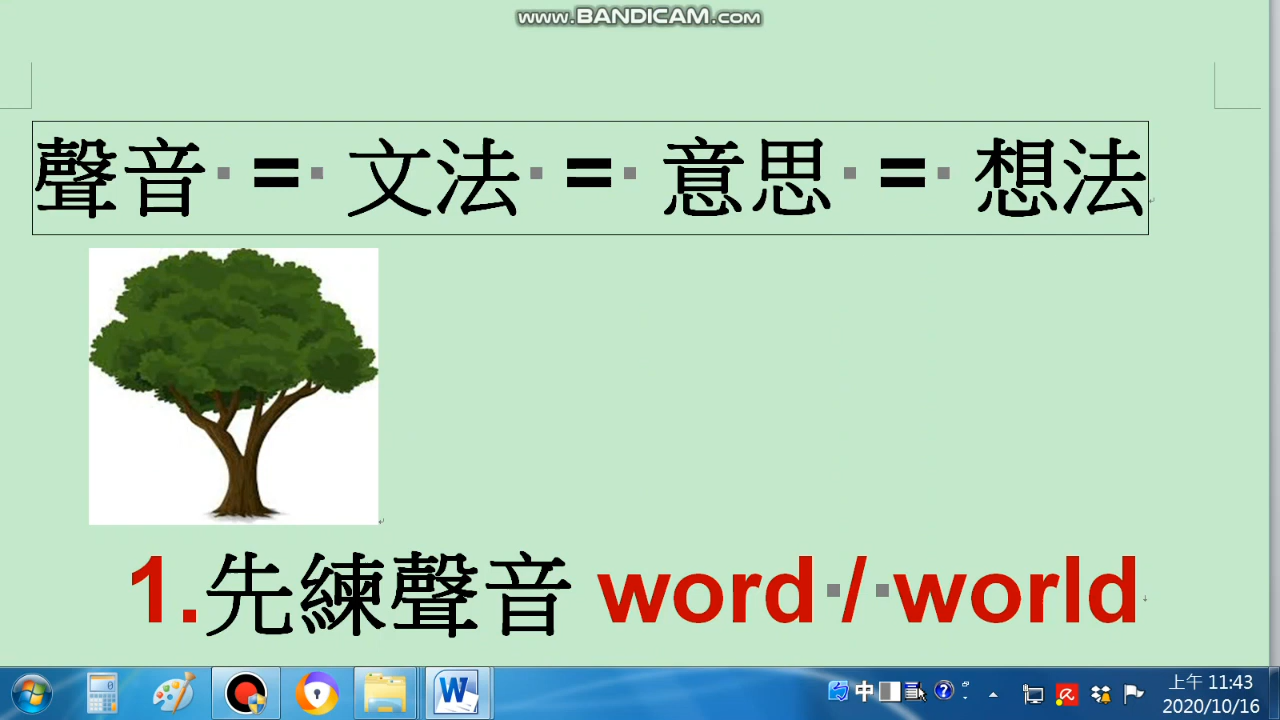 www.BANDICAM.com
聲音 = 文法 = 意思 = 想法
1.先練聲音 word / world
中
上午 11:43
2020/10/16